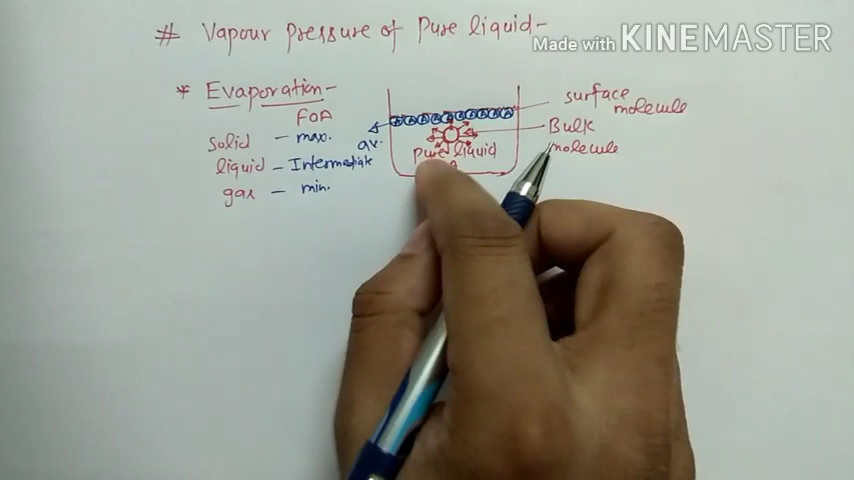 # Vapour Pressure of Pure liquid-
Made with KINEMASTER
* Evaporation-
FOA
solid - max.
liquid - Intermediate
gas - min.
av.
A A A A A A A A A A
surface
molecule
Bulk
molecule
Pure liquid
A